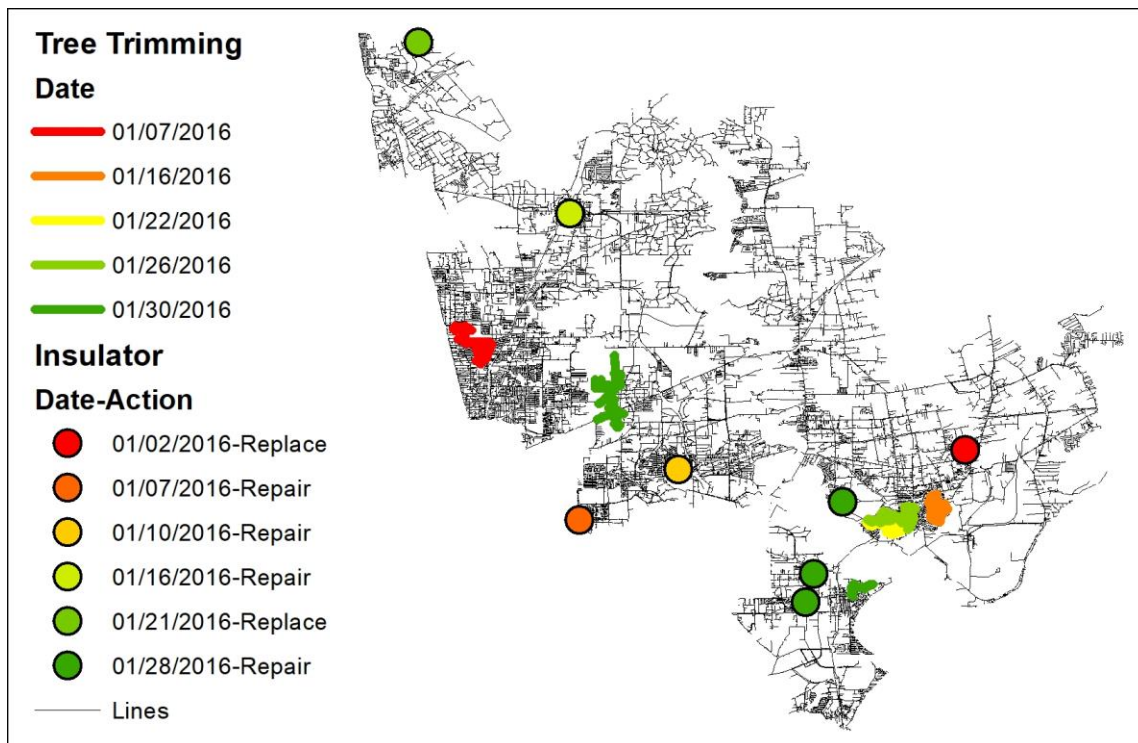 Tree Trimming
Date
01/07/2016
01/16/2016
01/22/2016
01/26/2016
01/30/2016
Insulator
Date-Action
01/02/2016-Replace
01/07/2016-Repair
01/10/2016-Repair
01/16/2016-Repair
01/21/2016-Replace
01/28/2016-Repair
Lines